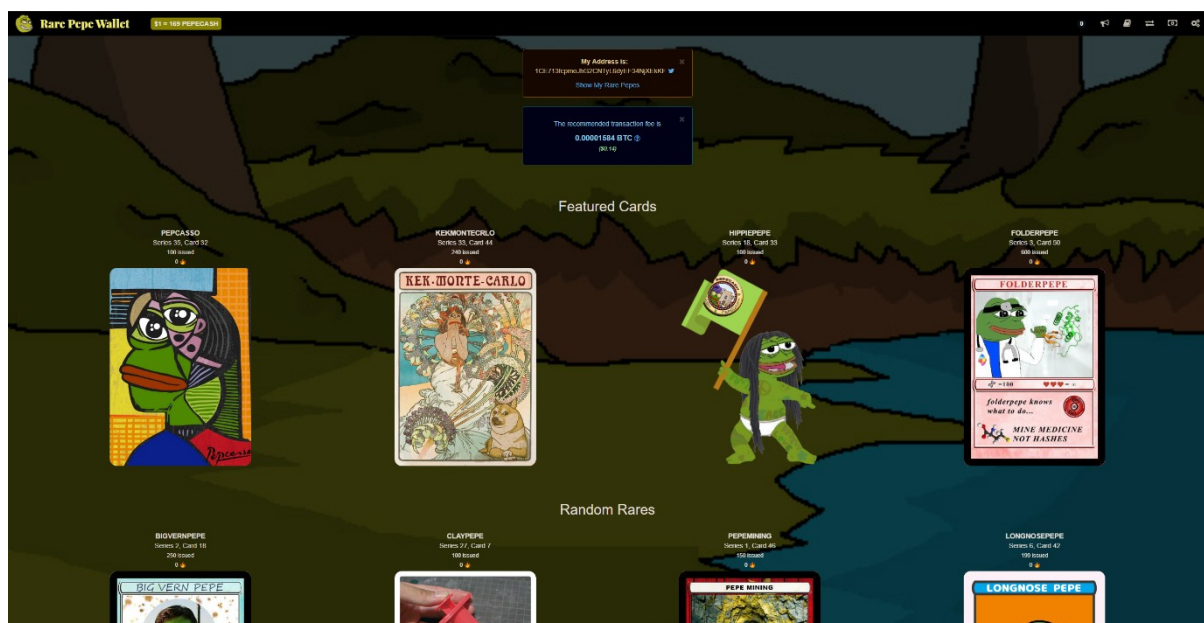 Rare Pepe Wallet
$1 = 169 PEPECASH
0
My Address is:
Show My Rare Pepes
The recommended transaction fee is
0.00001584 BTC
($0.14)
Featured Cards
PEPCASSO
Series 35, Card 32
100 issued
0
KEKMONTECRLO
Series 33, Card 44
240 issued
0
KEK-MONTE-CARLO
HIPPIEPEPE
Series 18, Card 33
100 issued
0
FOLDERPEPE
Series 3, Card 50
600 issued
0
FOLDERPEPE
=100
folderpepe knows
what to do...
MINE MEDICINE
NOT HASHES
Pepcasso
Random Rares
BIGVERNPEPE
Series 2, Card 18
250 issued
0
BIG VERN PEPE
CLAYPEPE
Series 27, Card 7
100 issued
0
PEPEMINING
Series 1, Card 46
150 issued
0
PEPE MINING
LONGNOSEPEPE
Series 6, Card 42
199 issued
0
LONGNOSE PEPE